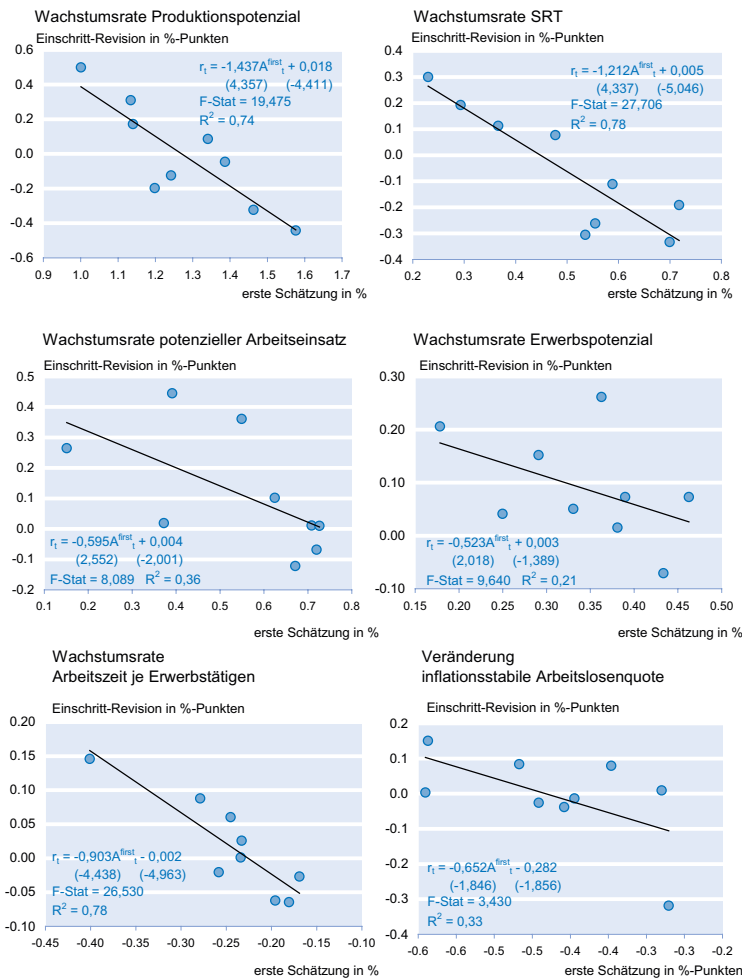 Wachstumsrate Produktionspotenzial
Einschritt-Revision in %-Punkten
0.6
0.4
0.2
0.0
-0.2
-0.4
-0.6
r_t = -1,437A^first_t + 0,018
(4,357) (-4,411)
F-Stat = 19,475
R² = 0,74
0.9 1.0 1.1 1.2 1.3 1.4 1.5 1.6 1.7
erste Schätzung in %
Wachstumsrate SRT
Einschritt-Revision in %-Punkten
0.4
0.3
0.2
0.1
0.0
-0.1
-0.2
-0.3
-0.4
r_t = -1,212A^first_t + 0,005
(4,337) (-5,046)
F-Stat = 27,706
R² = 0,78
0.2 0.3 0.4 0.5 0.6 0.7 0.8
erste Schätzung in %
Wachstumsrate potenzieller Arbeitseinsatz
Einschritt-Revision in %-Punkten
0.5
0.4
0.3
0.2
0.1
0.0
-0.1
-0.2
r_t = -0,595A^first_t + 0,004
(2,552) (-2,001)
F-Stat = 8,089 R² = 0,36
0.1 0.2 0.3 0.4 0.5 0.6 0.7 0.8
erste Schätzung in %
Wachstumsrate Erwerbspotenzial
Einschritt-Revision in %-Punkten
0.30
0.20
0.10
0.00
-0.10
r_t = -0,523A^first_t + 0,003
(2,018) (-1,389)
F-Stat = 9,640 R² = 0,21
0.15 0.20 0.25 0.30 0.35 0.40 0.45 0.50
erste Schätzung in %
Wachstumsrate
Arbeitszeit je Erwerbstätigen
Einschritt-Revision in %-Punkten
0.20
0.15
0.10
0.05
0.00
-0.05
-0.10
r_t = -0,903A^first_t - 0,002
(-4,438) (-4,963)
F-Stat = 26,530
R² = 0,78
-0.45 -0.40 -0.35 -0.30 -0.25 -0.20 -0.15 -0.10
erste Schätzung in %
Veränderung
inflationsstabile Arbeitslosenquote
Einschritt-Revision in %-Punkten
0.2
0.1
0.0
-0.1
-0.2
-0.3
-0.4
r_t = -0,652A^first_t - 0,282
(-1,846) (-1,856)
F-Stat = 3,430
R² = 0,33
-0.6 -0.5 -0.5 -0.4 -0.4 -0.3 -0.3 -0.2
erste Schätzung in %-Punkten